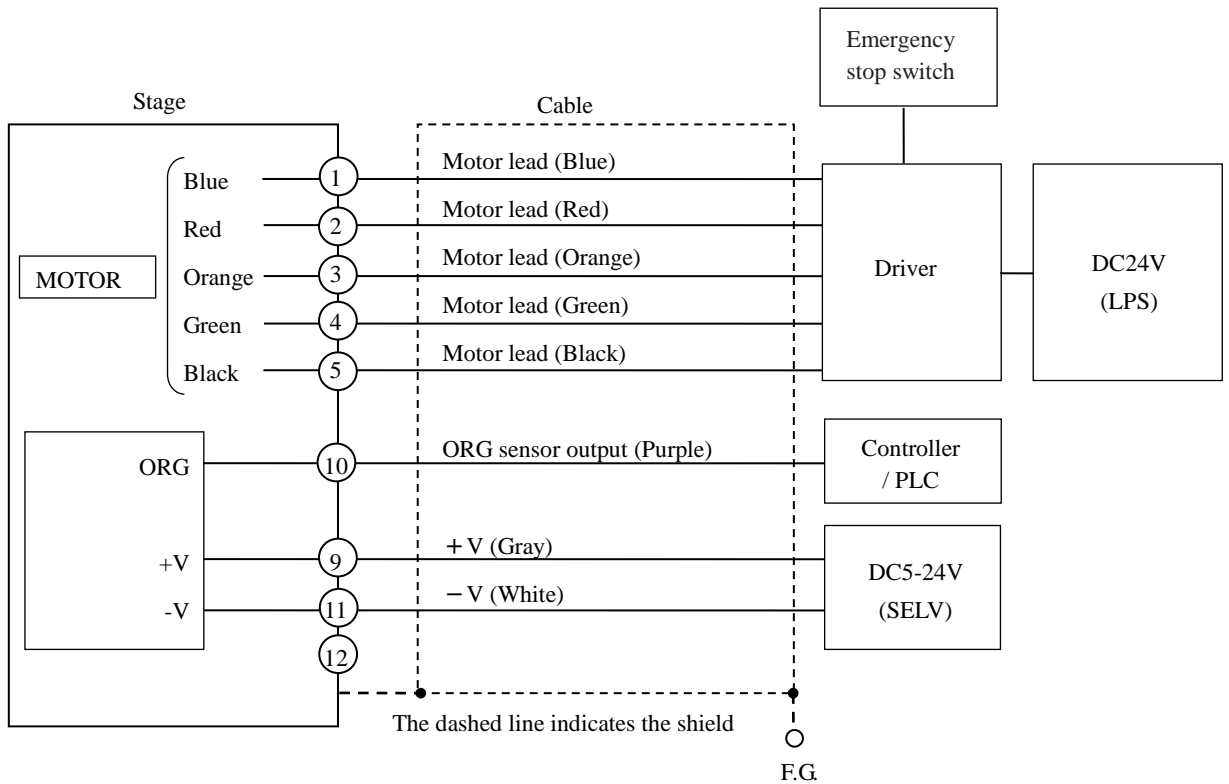 Emergency
stop switch
Stage
Cable
Blue
1
Motor lead (Blue)
Red
2
Motor lead (Red)
MOTOR
Orange
3
Motor lead (Orange)
Driver
DC24V
(LPS)
Green
4
Motor lead (Green)
Black
5
Motor lead (Black)
ORG
10
ORG sensor output (Purple)
Controller
/ PLC
+V
9
+V (Gray)
DC5-24V
(SELV)
-V
11
−V (White)
12
The dashed line indicates the shield
F.G.